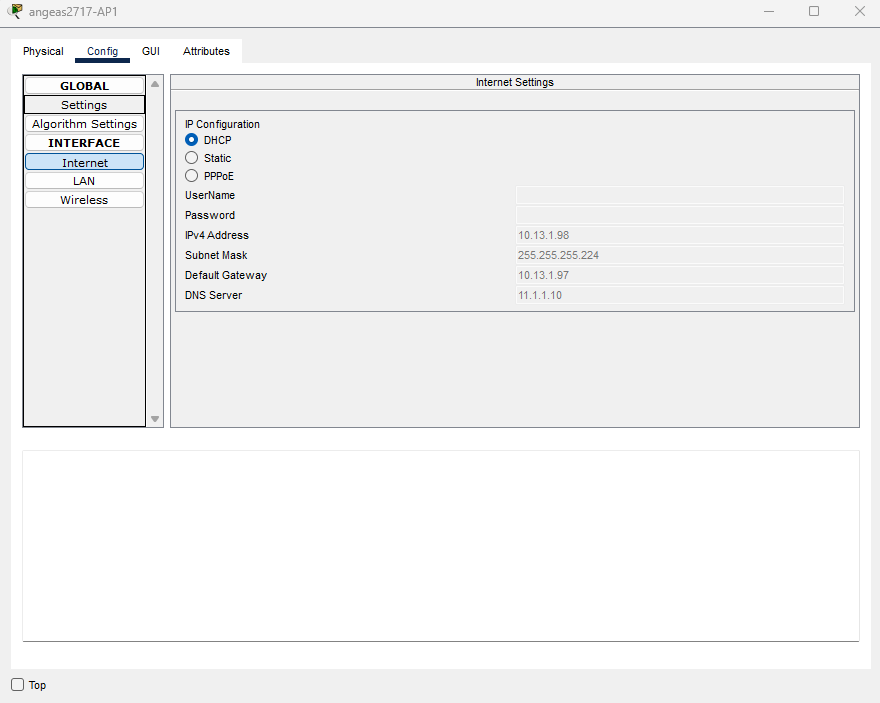 angeas2717-AP1
Physical Config GUI Attributes
GLOBAL
Settings
Algorithm Settings
INTERFACE
Internet
LAN
Wireless
Internet Settings
IP Configuration
DHCP
Static
PPPoE
UserName
Password
IPv4 Address 10.13.1.98
Subnet Mask 255.255.255.224
Default Gateway 10.13.1.97
DNS Server 11.1.1.10
Top